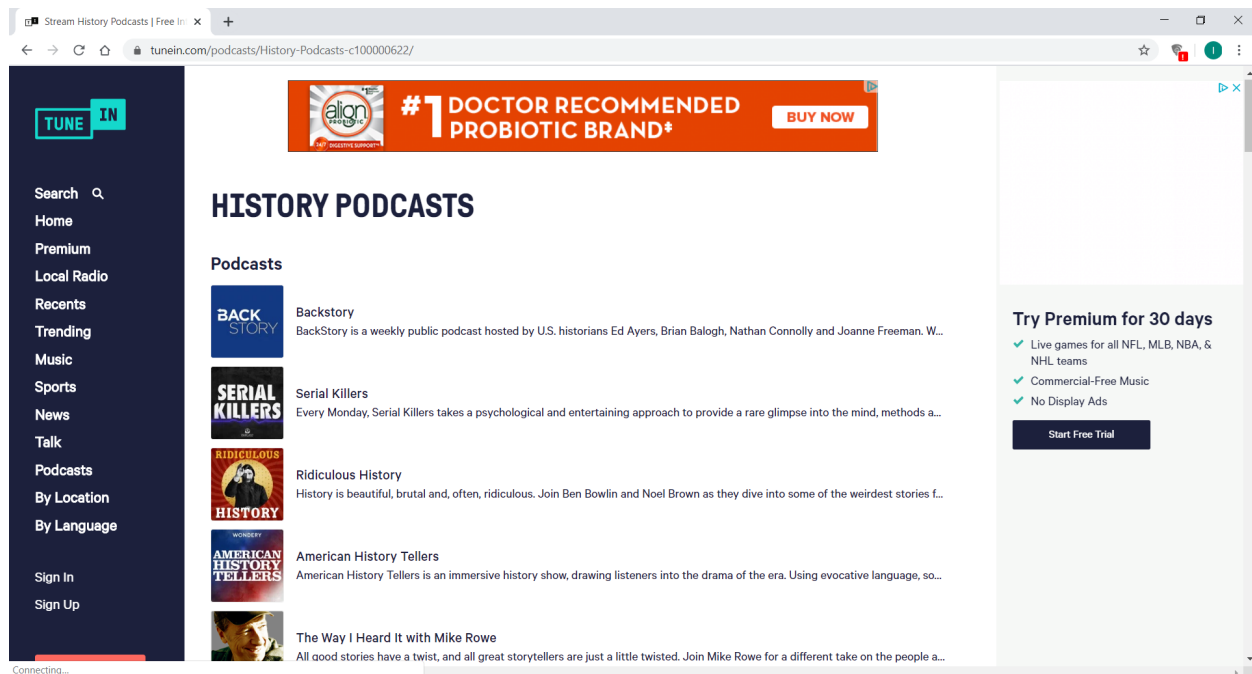 Stream History Podcasts | Free In
tunein.com/podcasts/History-Podcasts-c100000622/
TUNE IN
Search
Home
Premium
Local Radio
Recents
Trending
Music
Sports
News
Talk
Podcasts
By Location
By Language
Sign In
Sign Up
align
PROBIOTIC
24/7 DIGESTIVE SUPPORT
#1 DOCTOR RECOMMENDED
PROBIOTIC BRAND‡
BUY NOW
HISTORY PODCASTS
Podcasts
BACK
STORY
Backstory
BackStory is a weekly public podcast hosted by U.S. historians Ed Ayers, Brian Balogh, Nathan Connolly and Joanne Freeman. W...
SERIAL
KILLERS
Serial Killers
Every Monday, Serial Killers takes a psychological and entertaining approach to provide a rare glimpse into the mind, methods a...
RIDICULOUS
HISTORY
Ridiculous History
History is beautiful, brutal and, often, ridiculous. Join Ben Bowlin and Noel Brown as they dive into some of the weirdest stories f...
WONDERY
AMERICAN
HISTORY
TELLERS
American History Tellers
American History Tellers is an immersive history show, drawing listeners into the drama of the era. Using evocative language, so...
The Way I Heard It with Mike Rowe
All good stories have a twist, and all great storytellers are just a little twisted. Join Mike Rowe for a different take on the people a...
Try Premium for 30 days
Live games for all NFL, MLB, NBA, &
NHL teams
Commercial-Free Music
No Display Ads
Start Free Trial
Connecting...